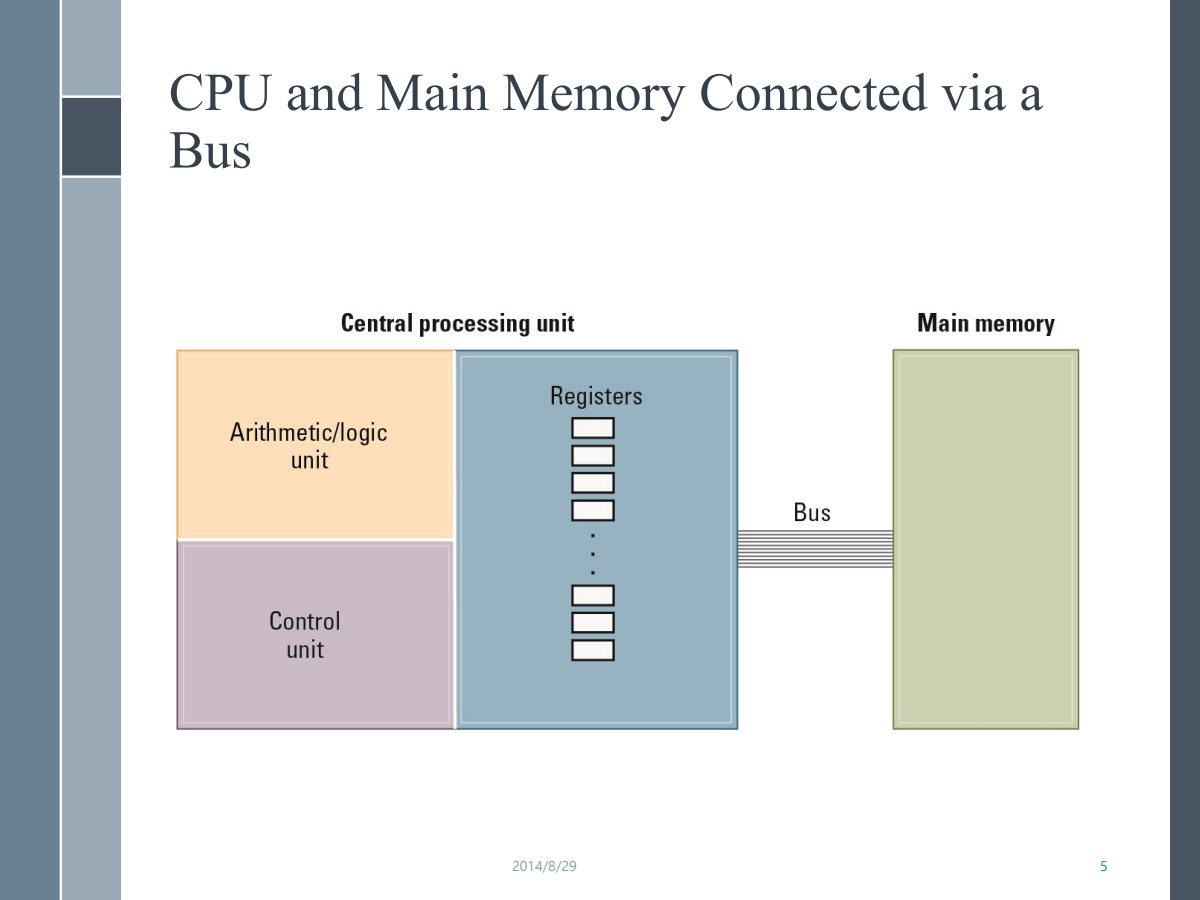 CPU and Main Memory Connected via a
Bus
Central processing unit
Main memory
Arithmetic/logic
unit
Registers
Bus
Control
unit
2014/8/29
5